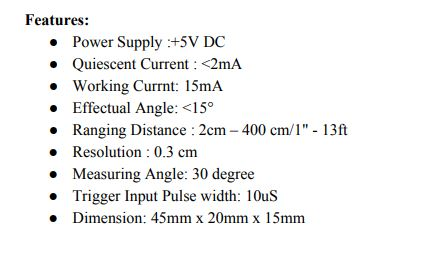 Features:
● Power Supply :+5V DC
● Quiescent Current : <2mA
● Working Currnt: 15mA
● Effectual Angle: <15°
● Ranging Distance : 2cm – 400 cm/1" - 13ft
● Resolution : 0.3 cm
● Measuring Angle: 30 degree
● Trigger Input Pulse width: 10uS
● Dimension: 45mm x 20mm x 15mm